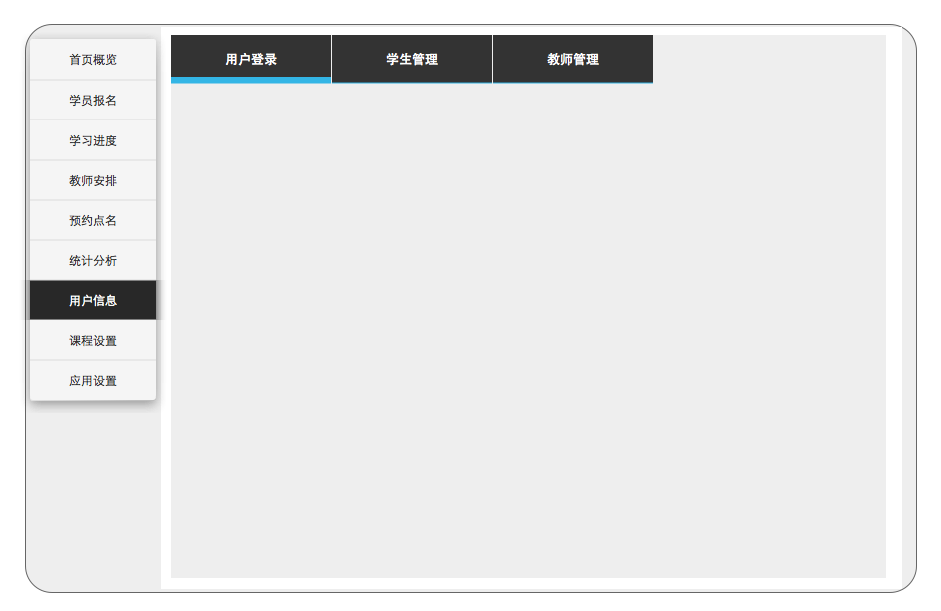 首页概览
学员报名
学习进度
教师安排
预约点名
统计分析
用户信息
课程设置
应用设置
用户登录
学生管理
教师管理